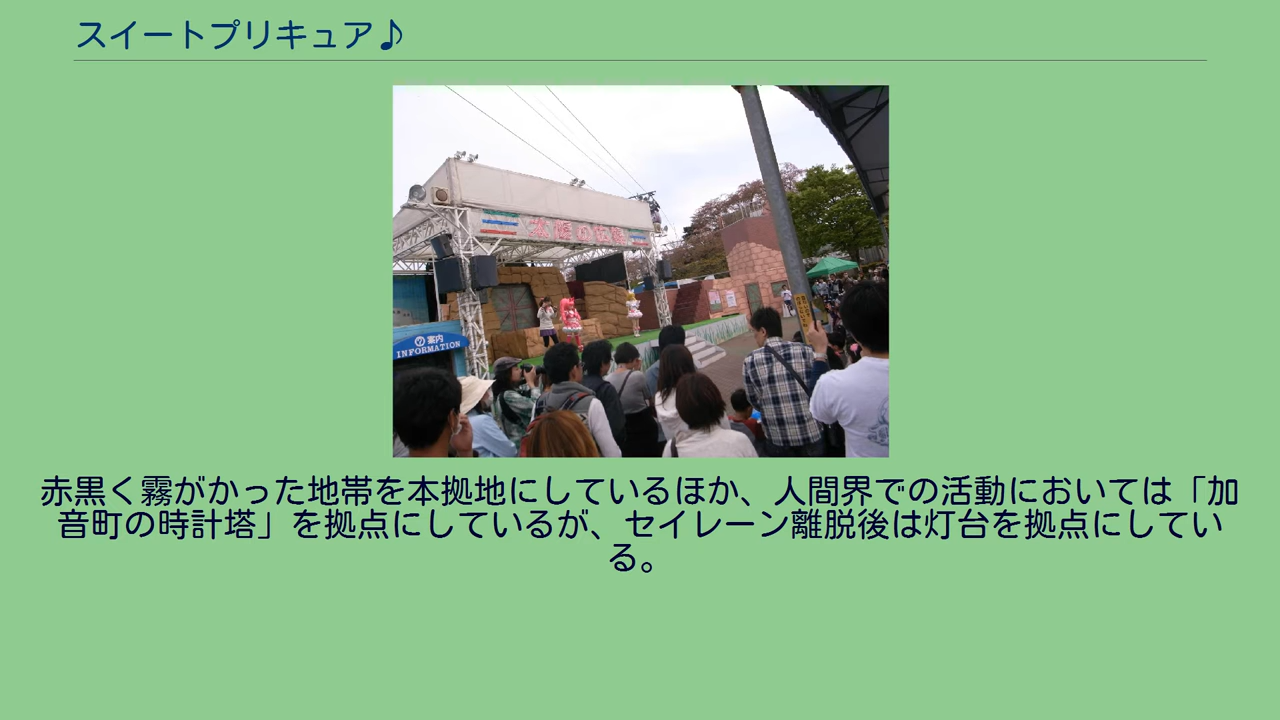 スイートプリキュア♪
案内
INFORMATION
赤黒く霧がかった地帯を本拠地にしているほか、人間界での活動においては「加
音町の時計塔」を拠点にしているが、セイレーン離脱後は灯台を拠点にしてい
る。